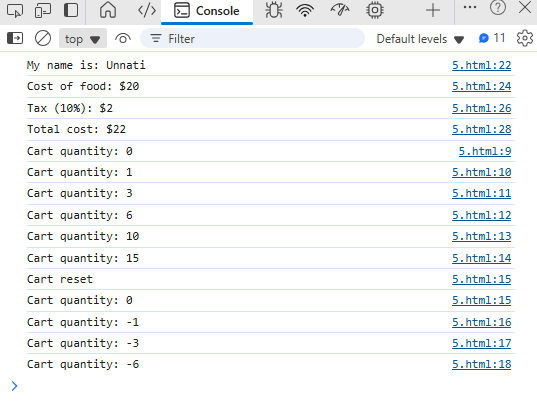 Console
top Filter Default levels 11
My name is: Unnati 5.html:22
Cost of food: $20 5.html:24
Tax (10%): $2 5.html:26
Total cost: $22 5.html:28
Cart quantity: 0 5.html:9
Cart quantity: 1 5.html:10
Cart quantity: 3 5.html:11
Cart quantity: 6 5.html:12
Cart quantity: 10 5.html:13
Cart quantity: 15 5.html:14
Cart reset 5.html:15
Cart quantity: 0 5.html:15
Cart quantity: -1 5.html:16
Cart quantity: -3 5.html:17
Cart quantity: -6 5.html:18